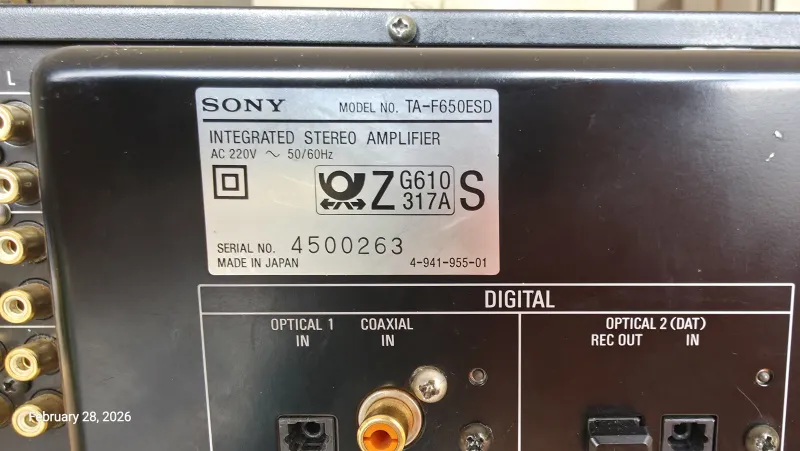 L
SONY MODEL NO. TA-F650ESD
INTEGRATED STEREO AMPLIFIER
AC 220V ~ 50/60Hz
Z G610 S
317A
SERIAL NO. 4500263
MADE IN JAPAN 4-941-955-01
DIGITAL
OPTICAL 1 COAXIAL OPTICAL 2 (DAT)
IN IN REC OUT IN
February 28, 2026